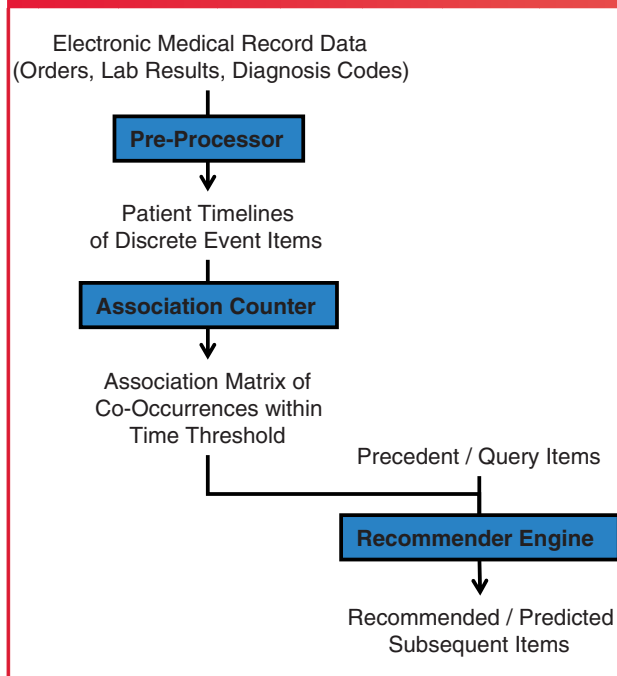 Electronic Medical Record Data
(Orders, Lab Results, Diagnosis Codes)
Pre-Processor
Patient Timelines
of Discrete Event Items
Association Counter
Association Matrix of
Co-Occurrences within
Time Threshold
Precedent / Query Items
Recommender Engine
Recommended / Predicted
Subsequent Items